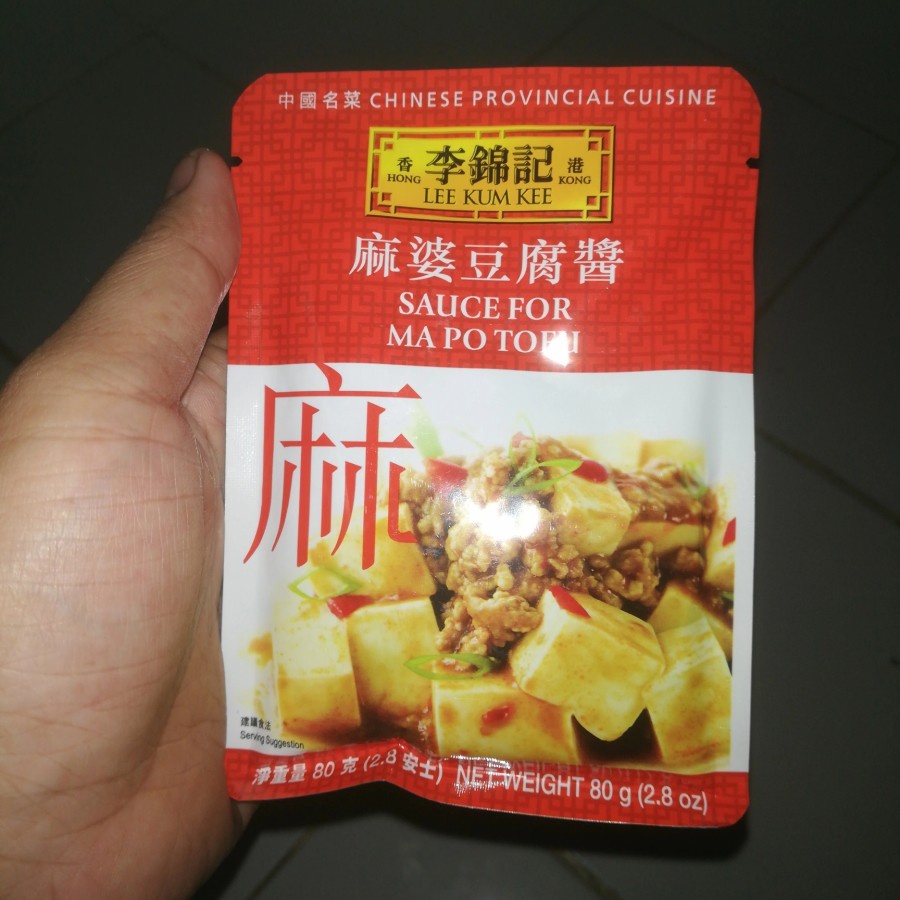 中國名菜 CHINESE PROVINCIAL CUISINE
香 李錦記 港
HONG LEE KUM KEE KONG
麻婆豆腐醬
SAUCE FOR
MA PO TOFU
麻
建議食法
Serving Suggestion
淨重量 80 克 (2.8 安士) NET WEIGHT 80 g (2.8 oz)